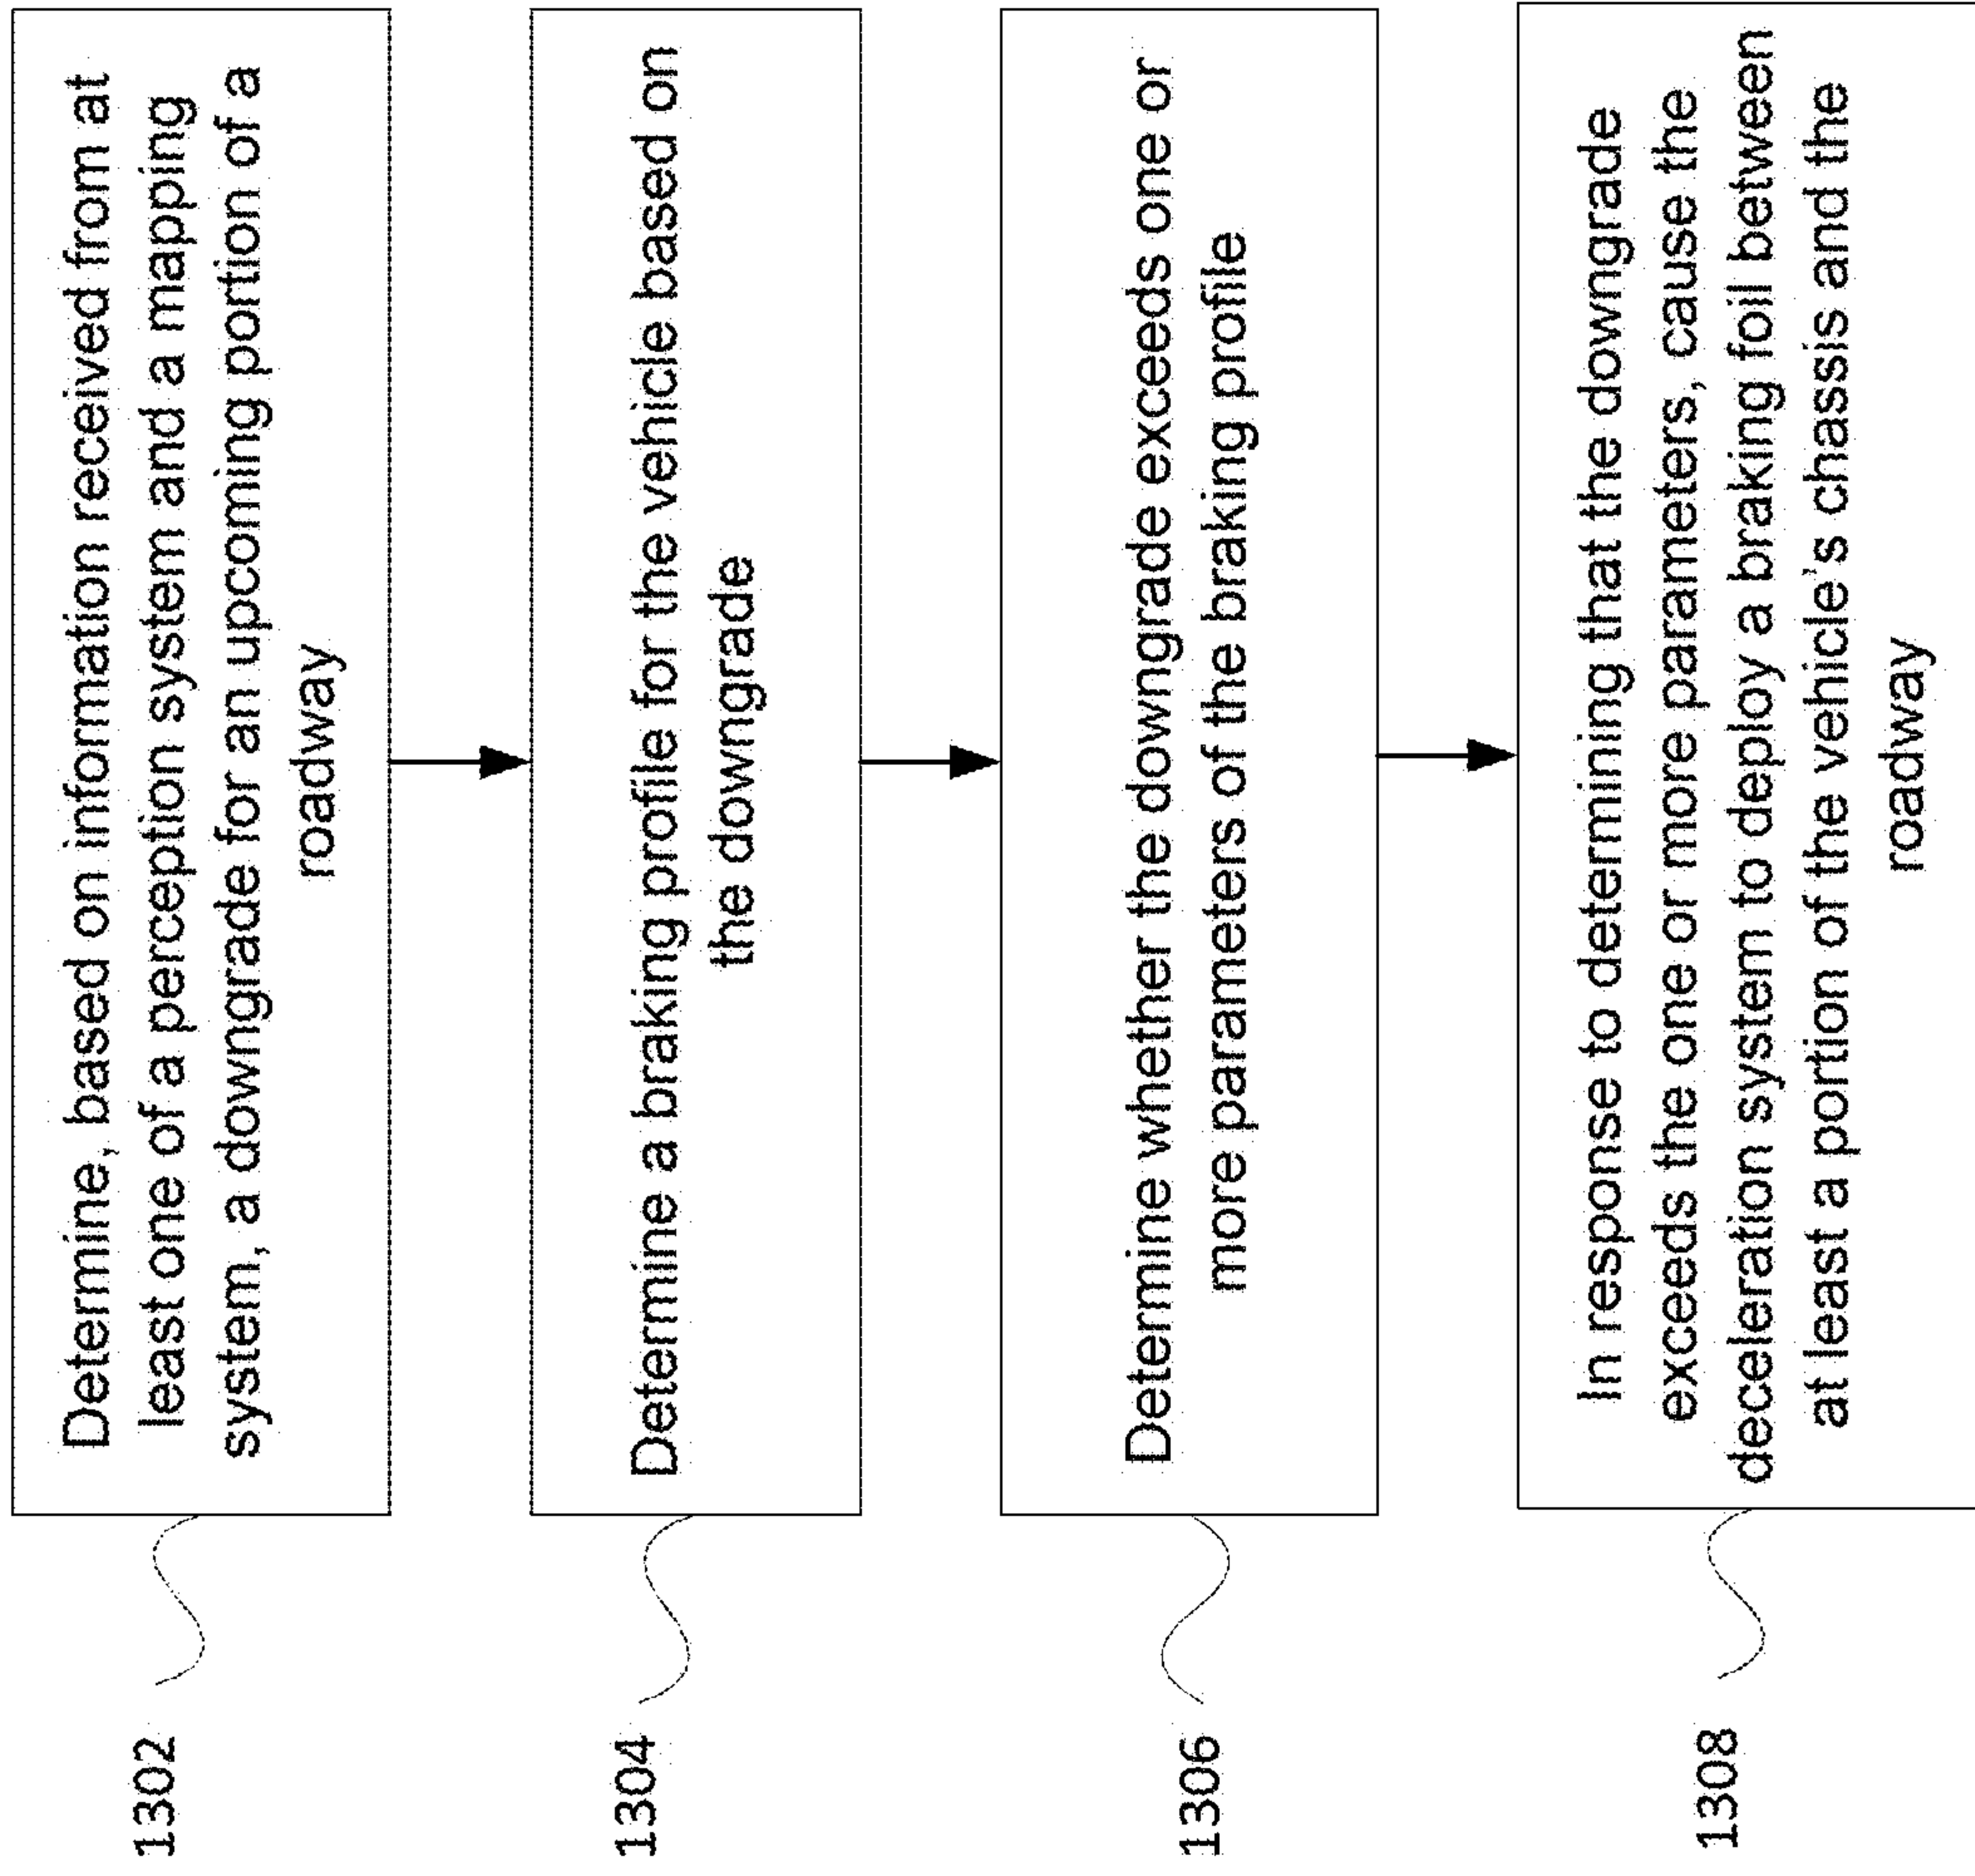 1302
Determine, based on information received from at
least one of a perception system and a mapping
system, a downgrade for an upcoming portion of a
roadway
1304
Determine a braking profile for the vehicle based on
the downgrade
1306
Determine whether the downgrade exceeds one or
more parameters of the braking profile
1308
In response to determining that the downgrade
exceeds the one or more parameters, cause the
deceleration system to deploy a braking foil between
at least a portion of the vehicle's chassis and the
roadway